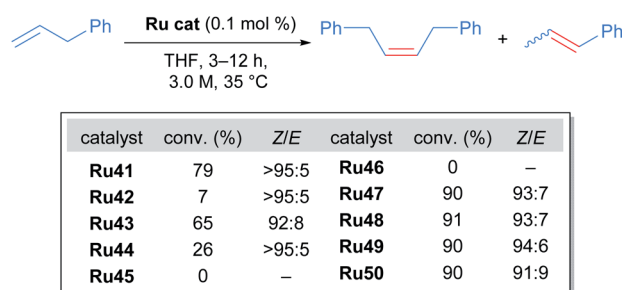 Ph
Ru cat (0.1 mol %)
THF, 3–12 h,
3.0 M, 35 °C
Ph
Ph
+
Ph
catalyst conv. (%) Z/E catalyst conv. (%) Z/E
Ru41 79 >95:5 Ru46 0 –
Ru42 7 >95:5 Ru47 90 93:7
Ru43 65 92:8 Ru48 91 93:7
Ru44 26 >95:5 Ru49 90 94:6
Ru45 0 – Ru50 90 91:9